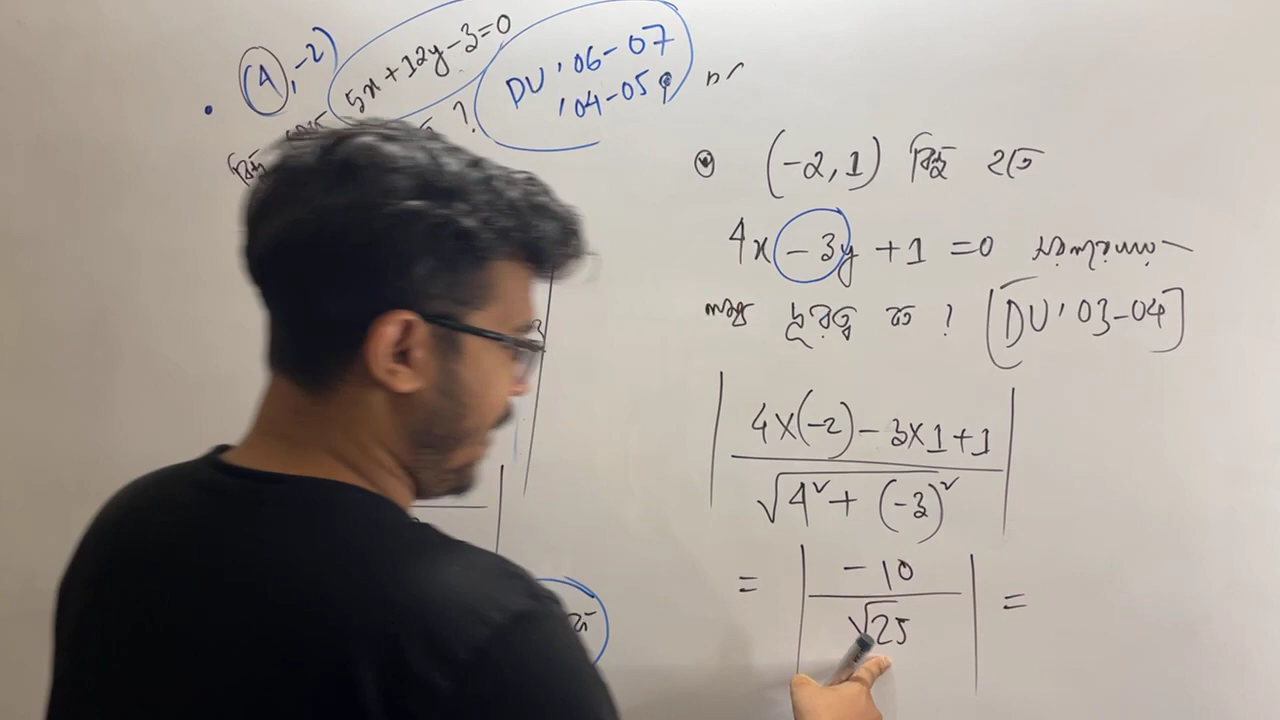 • (4, -2)
5x + 12y - 3 = 0
? DU '06-07
'04-05
বিন্দু
(-2, 1) বিন্দু হতে
4x - 3y + 1 = 0 সরলরেখার
লম্ব দূরত্ব কত ? [DU '03-04]
| 4×(-2) - 3×1 + 1 |
√4² + (-3)²
= | -10 | =
√25